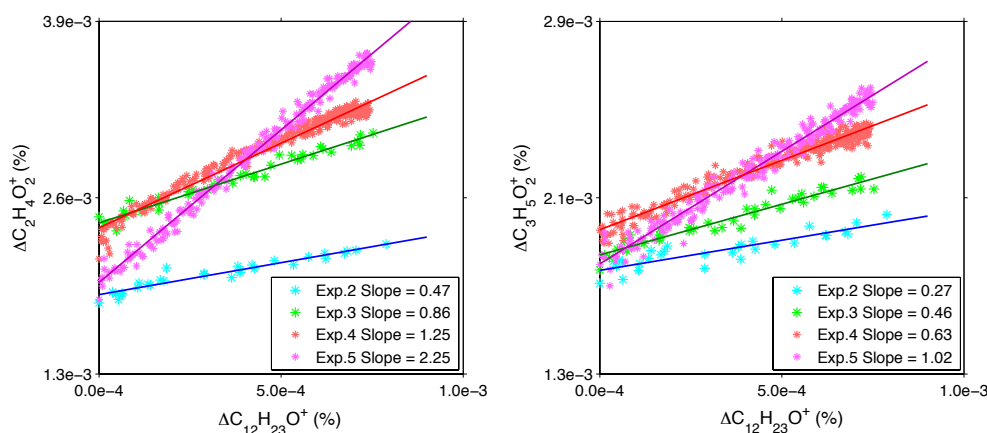 3.9e−3
2.6e−3
1.3e−3
ΔC₂H₄O₂⁺ (%)
Exp.2 Slope = 0.47
Exp.3 Slope = 0.86
Exp.4 Slope = 1.25
Exp.5 Slope = 2.25
0.0e-4 5.0e-4 1.0e-3
ΔC₁₂H₂₃O⁺ (%)
2.9e−3
2.1e−3
1.3e−3
ΔC₃H₅O₂⁺ (%)
Exp.2 Slope = 0.27
Exp.3 Slope = 0.46
Exp.4 Slope = 0.63
Exp.5 Slope = 1.02
0.0e-4 5.0e-4 1.0e-3
ΔC₁₂H₂₃O⁺ (%)